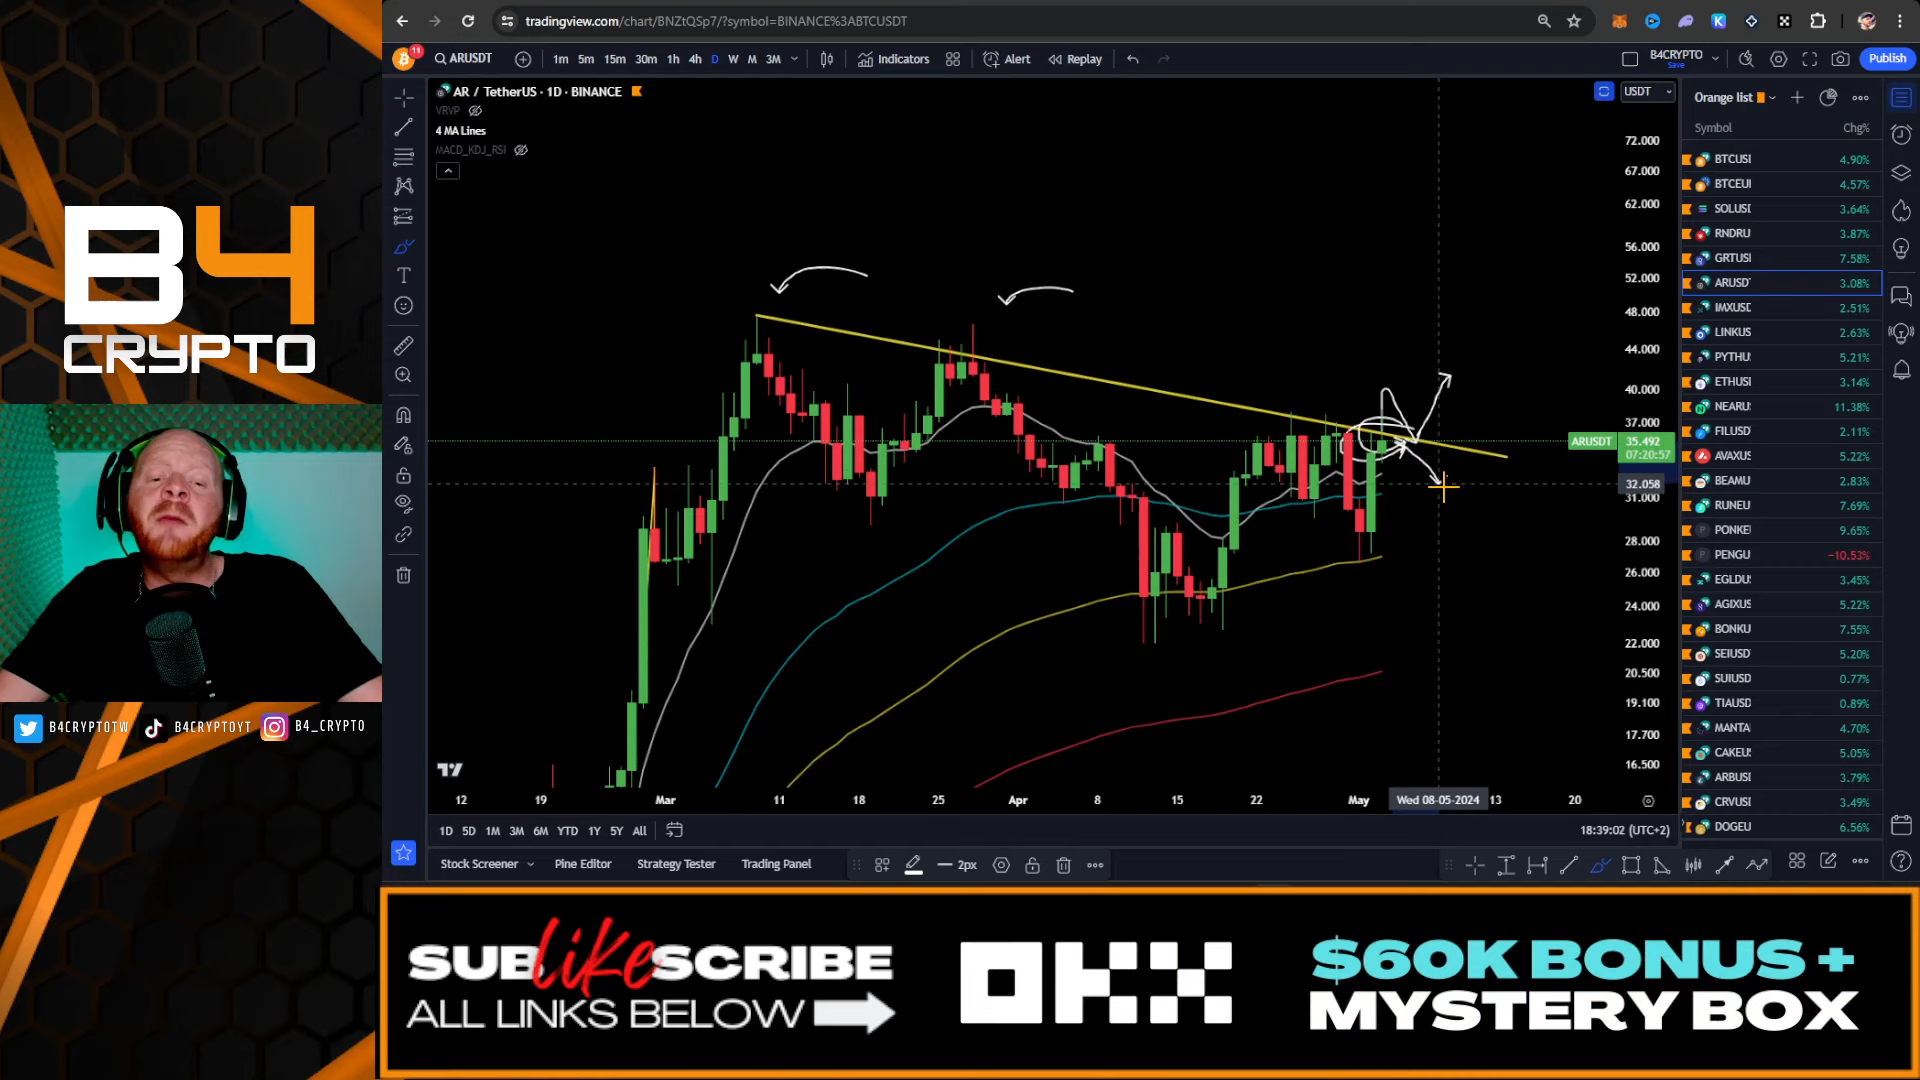 tradingview.com/chart/BNZtQSp7/?symbol=BINANCE%3ABTCUSDT
11
ARUSDT
1m 5m 15m 30m 1h 4h D W M 3M
Indicators
Alert
Replay
B4CRYPTO
Save
Publish
AR / TetherUS · 1D · BINANCE
VRVP
4 MA Lines
MACD_KDJ_RSI
USDT
72.000
67.000
62.000
56.000
52.000
48.000
44.000
40.000
37.000
ARUSDT 35.492
07:20:57
32.058
31.000
28.000
26.000
24.000
22.000
20.500
19.100
17.700
16.500
12 19 Mar 11 18 25 Apr 8 15 22 May Wed 08-05-2024 13 20
1D 5D 1M 3M 6M YTD 1Y 5Y All
18:39:02 (UTC+2)
Stock Screener Pine Editor Strategy Tester Trading Panel
2px
Orange list
Symbol Chg%
BTCUSI 4.90%
BTCEUI 4.57%
SOLUSI 3.64%
RNDRU 3.87%
GRTUSI 7.58%
ARUSD 3.08%
IMXUSI 2.51%
LINKUS 2.63%
PYTHU 5.21%
ETHUSI 3.14%
NEARU 11.38%
FILUSD 2.11%
AVAXUS 5.22%
BEAMU 2.83%
RUNEU 7.69%
PONKE 9.65%
PENGU −10.53%
EGLDU 3.45%
AGIXUS 5.22%
BONKU 7.55%
SEIUSD 5.20%
SUIUSD 0.77%
TIAUSD 0.89%
MANTA 4.70%
CAKEU 5.05%
ARBUSI 3.79%
CRVUSI 3.49%
DOGEU 6.56%
B4
CRYPTO
B4CRYPTOTW B4CRYPTOYT B4_CRYPTO
SUB like SCRIBE
ALL LINKS BELOW
OKX
$60K BONUS +
MYSTERY BOX